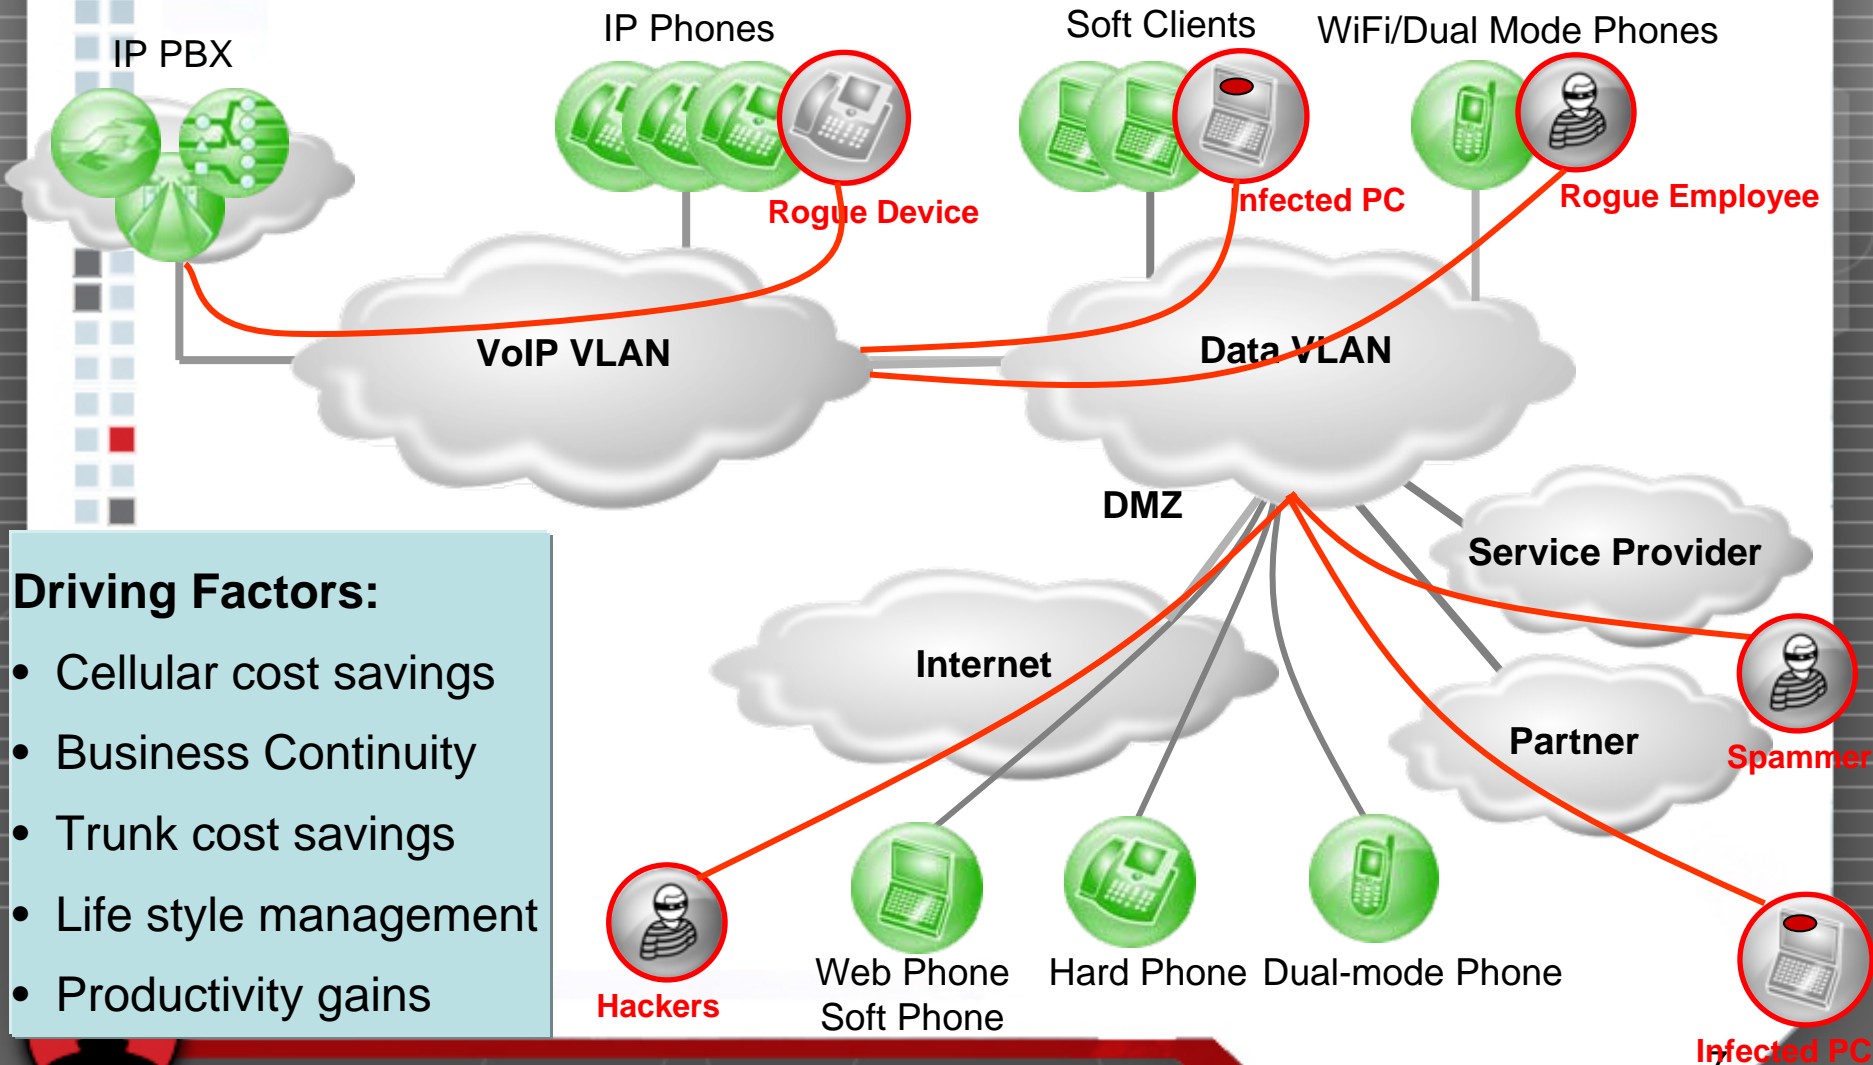 IP PBX
IP Phones
Soft Clients
WiFi/Dual Mode Phones
Rogue Device
Infected PC
Rogue Employee
VoIP VLAN
Data VLAN
DMZ
Service Provider
Internet
Partner
Spammer
Driving Factors:
• Cellular cost savings
• Business Continuity
• Trunk cost savings
• Life style management
• Productivity gains
Hackers
Web Phone
Soft Phone
Hard Phone
Dual-mode Phone
Infected PC
7